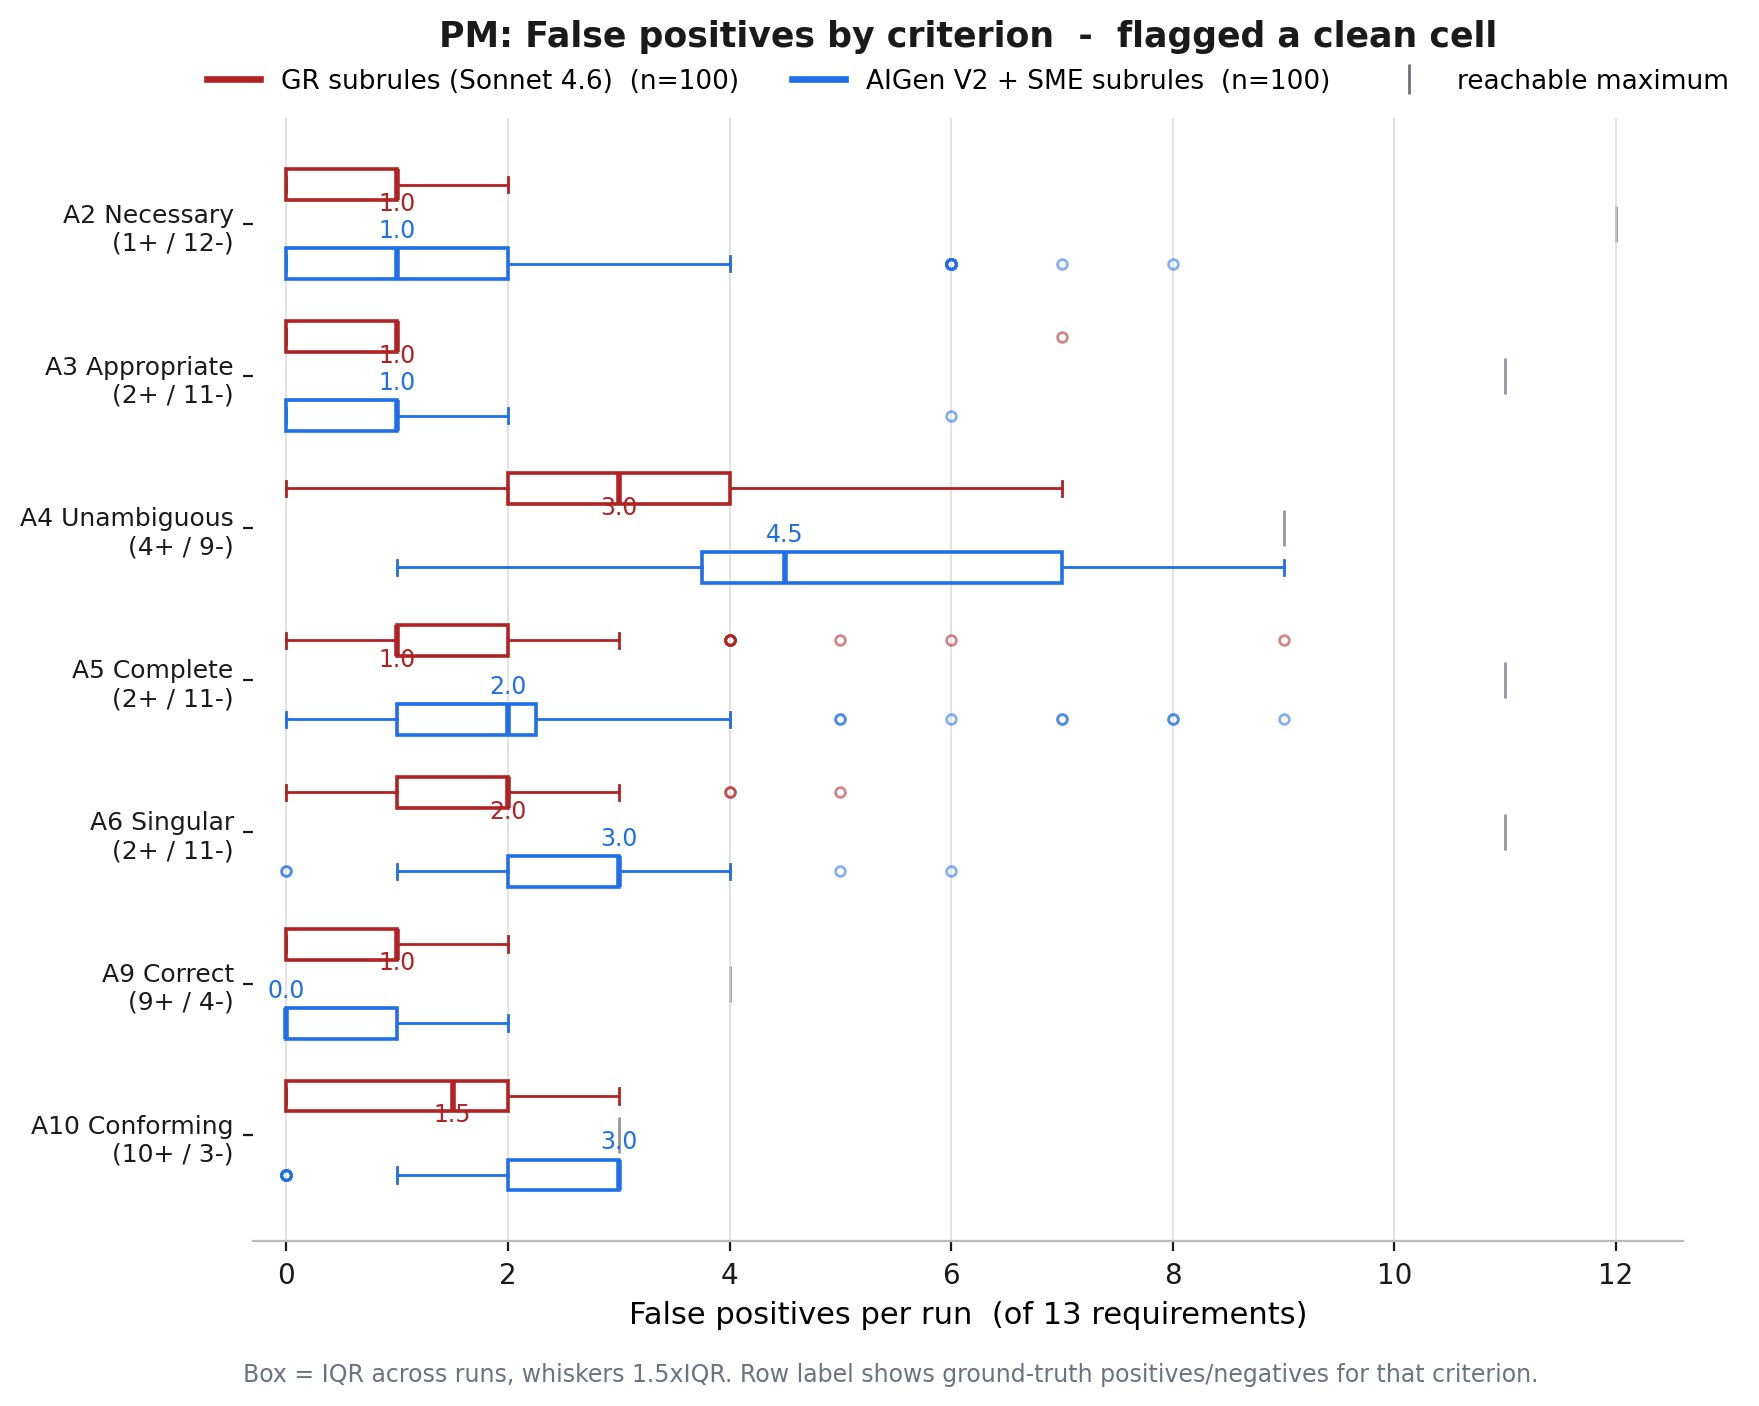 PM: False positives by criterion  -  flagged a clean cell
GR subrules (Sonnet 4.6)  (n=100)
AIGen V2 + SME subrules  (n=100)
reachable maximum
A2 Necessary
(1+ / 12-)
1.0
1.0
A3 Appropriate
(2+ / 11-)
1.0
1.0
A4 Unambiguous
(4+ / 9-)
3.0
4.5
A5 Complete
(2+ / 11-)
1.0
2.0
A6 Singular
(2+ / 11-)
2.0
3.0
A9 Correct
(9+ / 4-)
1.0
0.0
A10 Conforming
(10+ / 3-)
1.5
3.0
0 2 4 6 8 10 12
False positives per run  (of 13 requirements)
Box = IQR across runs, whiskers 1.5xIQR. Row label shows ground-truth positives/negatives for that criterion.